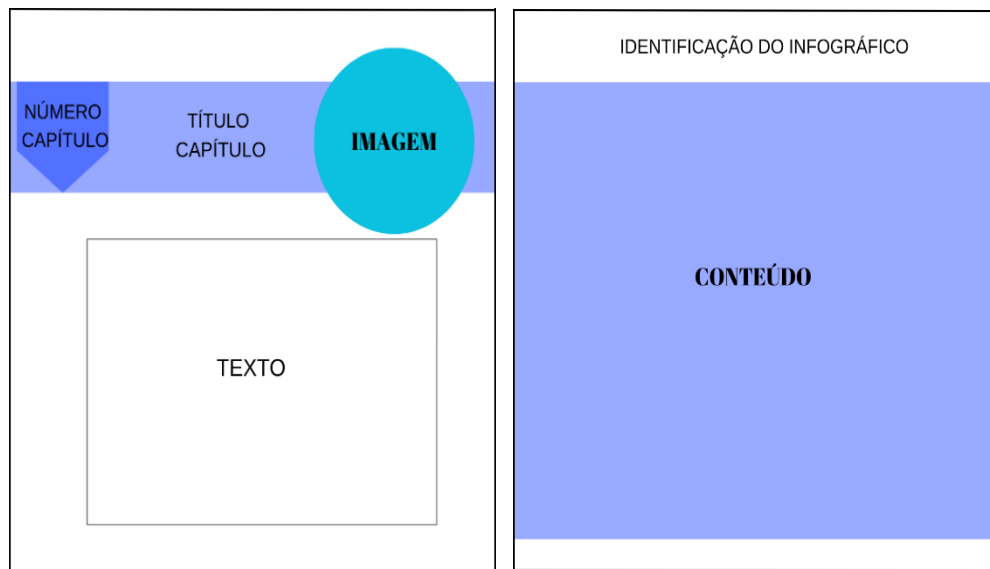 NÚMERO
CAPÍTULO
TÍTULO
CAPÍTULO
IMAGEM
TEXTO
IDENTIFICAÇÃO DO INFOGRÁFICO
CONTEÚDO